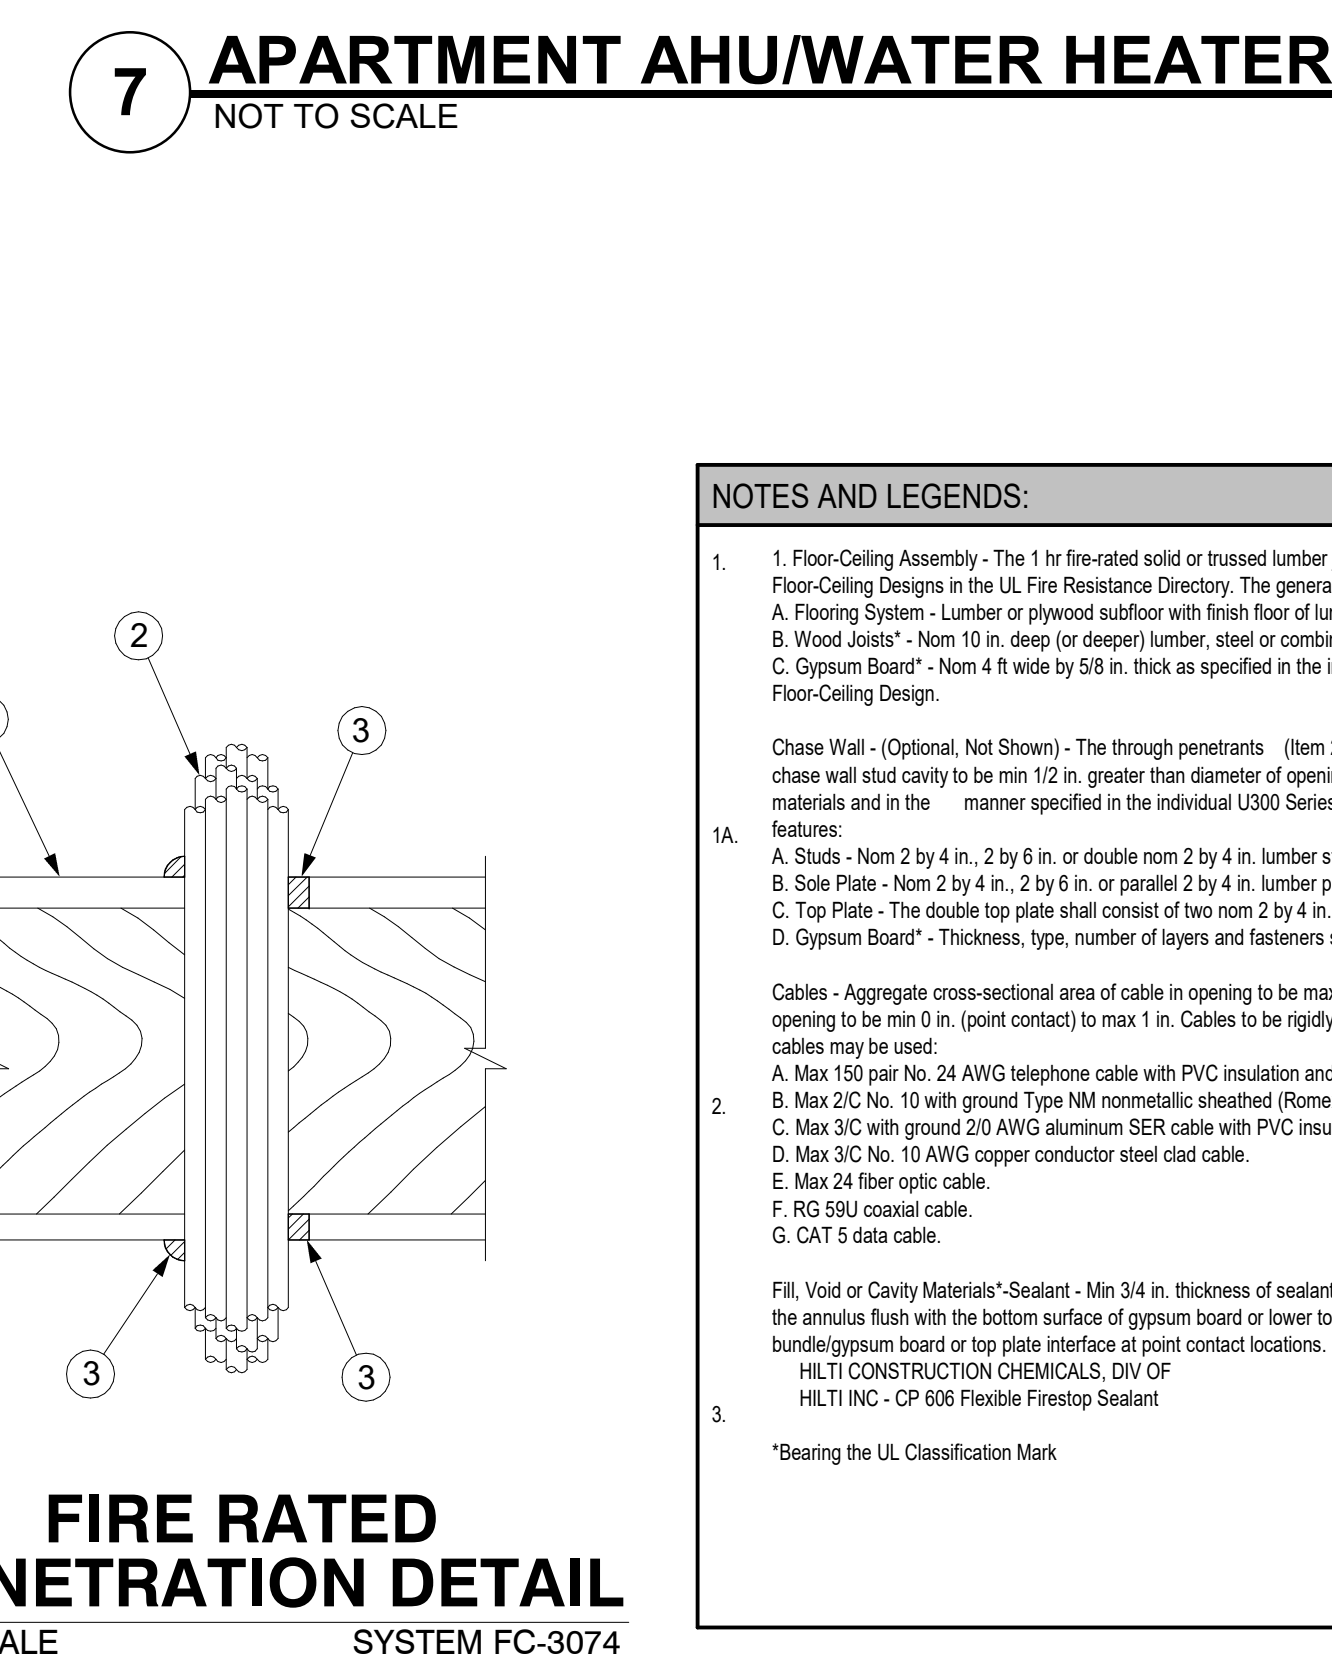 7
APARTMENT AHU/WATER HEATER
NOT TO SCALE
2
3
3
3
FIRE RATED
NETRATION DETAIL
ALE SYSTEM FC-3074
NOTES AND LEGENDS:
1. 1. Floor-Ceiling Assembly - The 1 hr fire-rated solid or trussed lumber
Floor-Ceiling Designs in the UL Fire Resistance Directory. The genera
A. Flooring System - Lumber or plywood subfloor with finish floor of lu
B. Wood Joists* - Nom 10 in. deep (or deeper) lumber, steel or combi
C. Gypsum Board* - Nom 4 ft wide by 5/8 in. thick as specified in the i
Floor-Ceiling Design.
Chase Wall - (Optional, Not Shown) - The through penetrants (Item 2
chase wall stud cavity to be min 1/2 in. greater than diameter of openi
materials and in the manner specified in the individual U300 Series
1A. features:
A. Studs - Nom 2 by 4 in., 2 by 6 in. or double nom 2 by 4 in. lumber s
B. Sole Plate - Nom 2 by 4 in., 2 by 6 in. or parallel 2 by 4 in. lumber p
C. Top Plate - The double top plate shall consist of two nom 2 by 4 in.
D. Gypsum Board* - Thickness, type, number of layers and fasteners s
Cables - Aggregate cross-sectional area of cable in opening to be max
opening to be min 0 in. (point contact) to max 1 in. Cables to be rigidly
cables may be used:
A. Max 150 pair No. 24 AWG telephone cable with PVC insulation and
2. B. Max 2/C No. 10 with ground Type NM nonmetallic sheathed (Rome
C. Max 3/C with ground 2/0 AWG aluminum SER cable with PVC insu
D. Max 3/C No. 10 AWG copper conductor steel clad cable.
E. Max 24 fiber optic cable.
F. RG 59U coaxial cable.
G. CAT 5 data cable.
Fill, Void or Cavity Materials*-Sealant - Min 3/4 in. thickness of sealant
the annulus flush with the bottom surface of gypsum board or lower to
bundle/gypsum board or top plate interface at point contact locations.
HILTI CONSTRUCTION CHEMICALS, DIV OF
HILTI INC - CP 606 Flexible Firestop Sealant
3.
*Bearing the UL Classification Mark